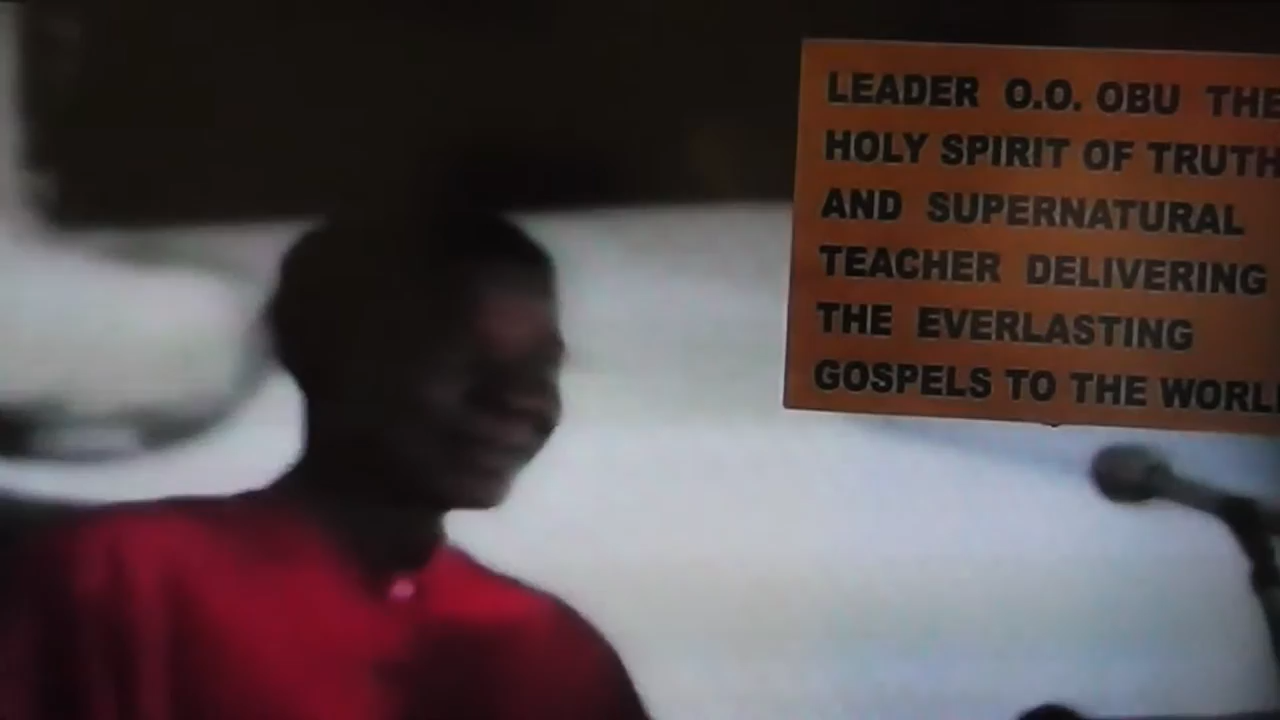 LEADER O.O. OBU THE
HOLY SPIRIT OF TRUTH
AND SUPERNATURAL
TEACHER DELIVERING
THE EVERLASTING
GOSPELS TO THE WORL